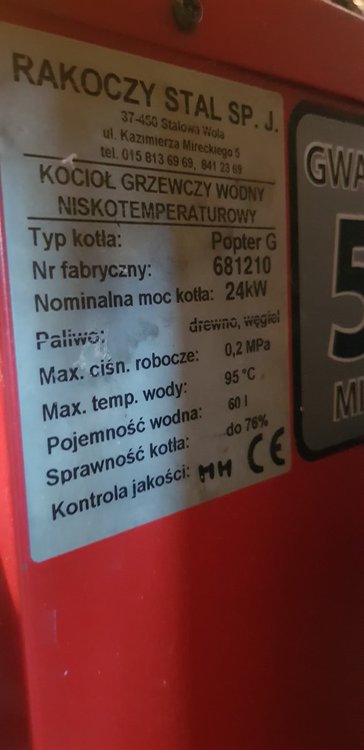 RAKOCZY STAL SP. J.
37-450 Stalowa Wola
ul. Kazimierza Mireckiego 5
tel. 015 813 69 69, 841 23 69
KOCIOŁ GRZEWCZY WODNY
NISKOTEMPERATUROWY
Typ kotła: Popter G
Nr fabryczny: 681210
Nominalna moc kotła: 24kW
Paliwo: drewno, węgiel
Max. ciśn. robocze: 0,2 MPa
Max. temp. wody: 95 °C
Pojemność wodna: 60 l
Sprawność kotła: do 76%
Kontrola jakości: MH CE
GWA
5
MI